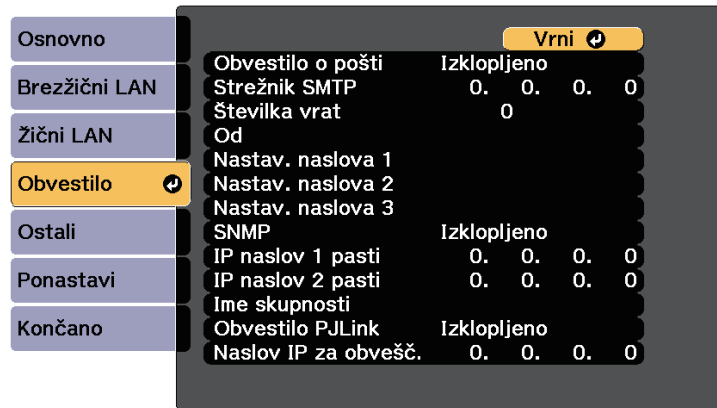 Osnovno
Brezžični LAN
Žični LAN
Obvestilo
Ostali
Ponastavi
Končano
Vrni
Obvestilo o pošti Izklopljeno
Strežnik SMTP 0. 0. 0. 0
Številka vrat 0
Od
Nastav. naslova 1
Nastav. naslova 2
Nastav. naslova 3
SNMP Izklopljeno
IP naslov 1 pasti 0. 0. 0. 0
IP naslov 2 pasti 0. 0. 0. 0
Ime skupnosti
Obvestilo PJLink Izklopljeno
Naslov IP za obvešč. 0. 0. 0. 0